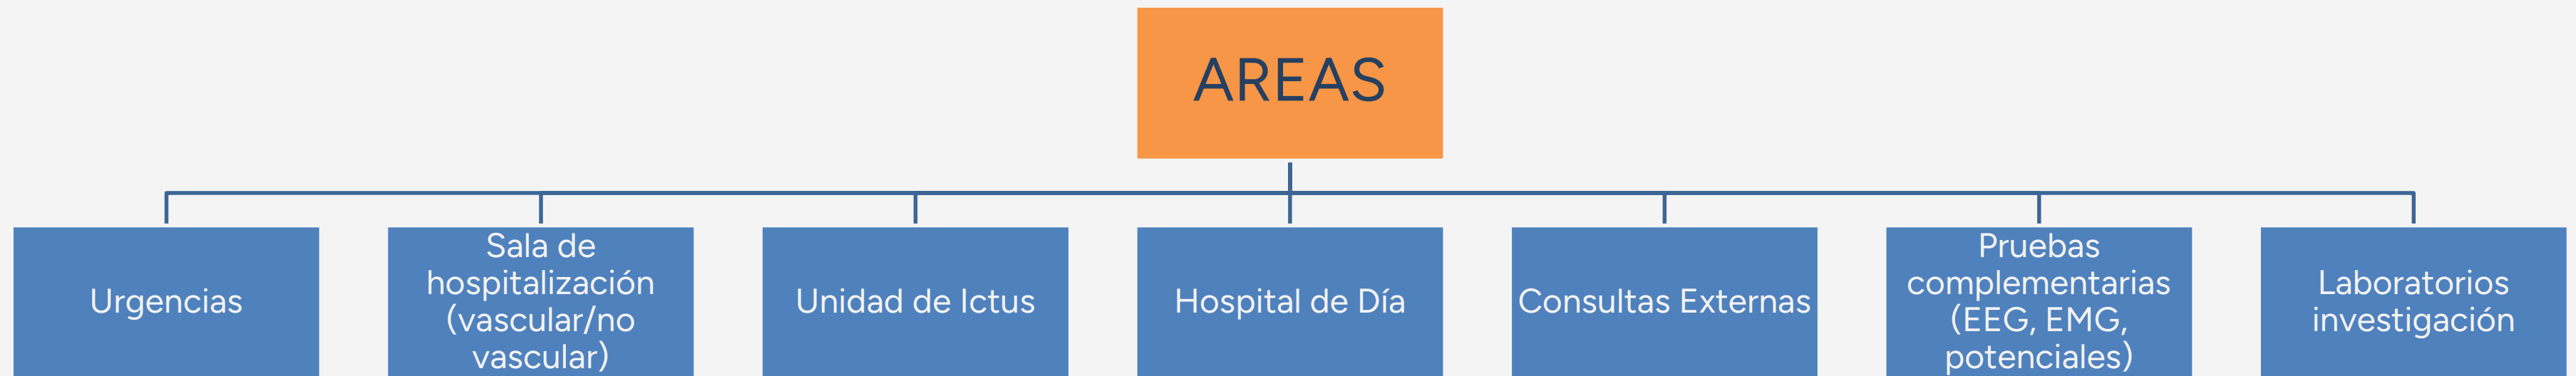 AREAS
Urgencias
Sala de
hospitalización
(vascular/no
vascular)
Unidad de Ictus
Hospital de Día
Consultas Externas
Pruebas
complementarias
(EEG, EMG,
potenciales)
Laboratorios
investigación